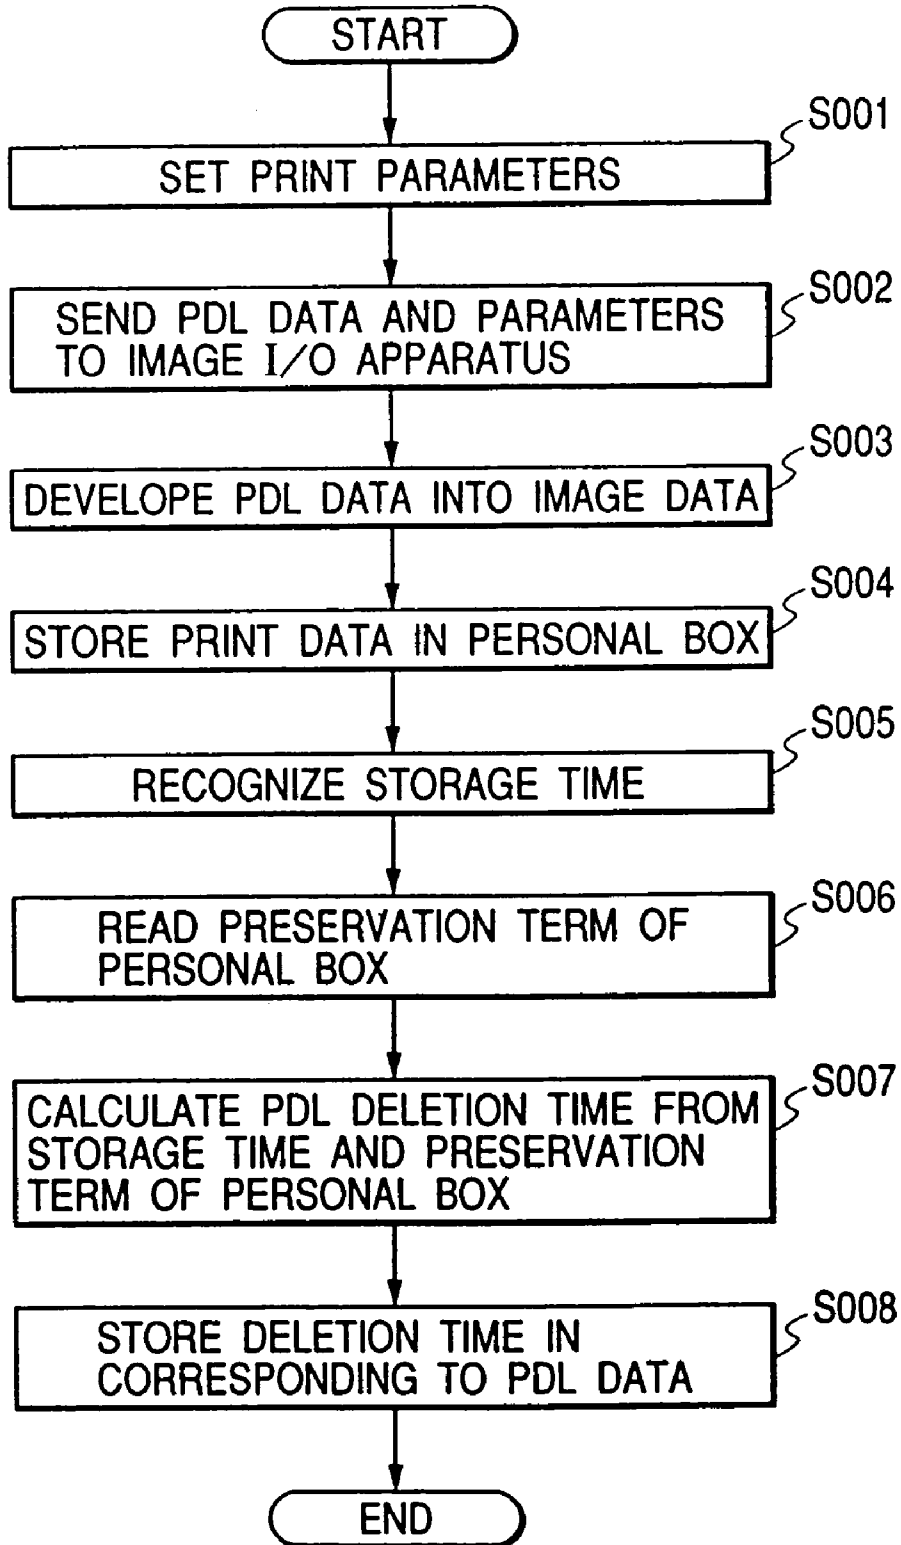 START
S001
SET PRINT PARAMETERS
S002
SEND PDL DATA AND PARAMETERS
TO IMAGE I/O APPARATUS
S003
DEVELOPE PDL DATA INTO IMAGE DATA
S004
STORE PRINT DATA IN PERSONAL BOX
S005
RECOGNIZE STORAGE TIME
S006
READ PRESERVATION TERM OF
PERSONAL BOX
S007
CALCULATE PDL DELETION TIME FROM
STORAGE TIME AND PRESERVATION
TERM OF PERSONAL BOX
S008
STORE DELETION TIME IN
CORRESPONDING TO PDL DATA
END